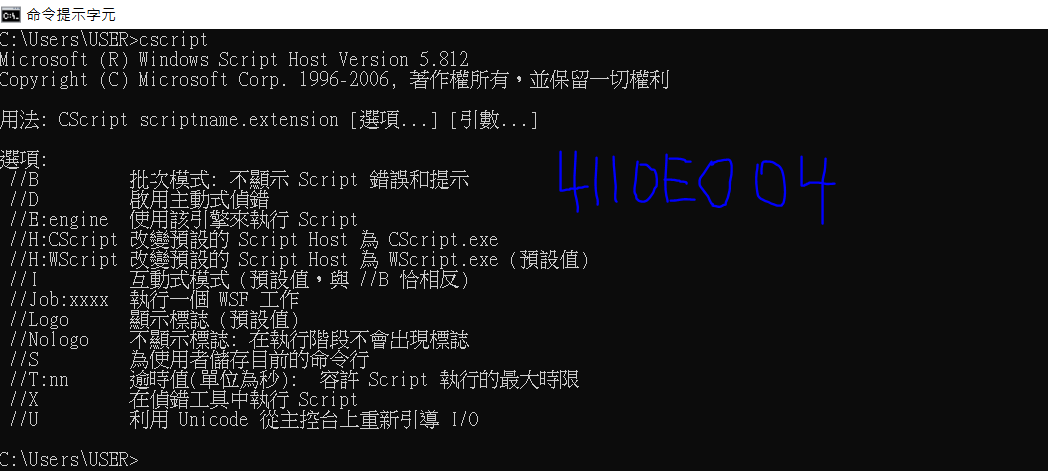 命令提示字元
C:\Users\USER>cscript
Microsoft (R) Windows Script Host Version 5.812
Copyright (C) Microsoft Corp. 1996-2006, 著作權所有，並保留一切權利
用法: CScript scriptname.extension [選項...] [引數...]
選項:
//B 批次模式: 不顯示 Script 錯誤和提示
4110E004
//D 啟用主動式偵錯
//E:engine 使用該引擎來執行 Script
//H:CScript 改變預設的 Script Host 為 CScript.exe
//H:WScript 改變預設的 Script Host 為 WScript.exe (預設值)
//I 互動式模式 (預設值，與 //B 恰相反)
//Job:xxxx 執行一個 WSF 工作
//Logo 顯示標誌 (預設值)
//Nologo 不顯示標誌: 在執行階段不會出現標誌
//S 為使用者儲存目前的命令行
//T:nn 逾時值(單位為秒): 容許 Script 執行的最大時限
//X 在偵錯工具中執行 Script
//U 利用 Unicode 從主控台上重新引導 I/O
C:\Users\USER>